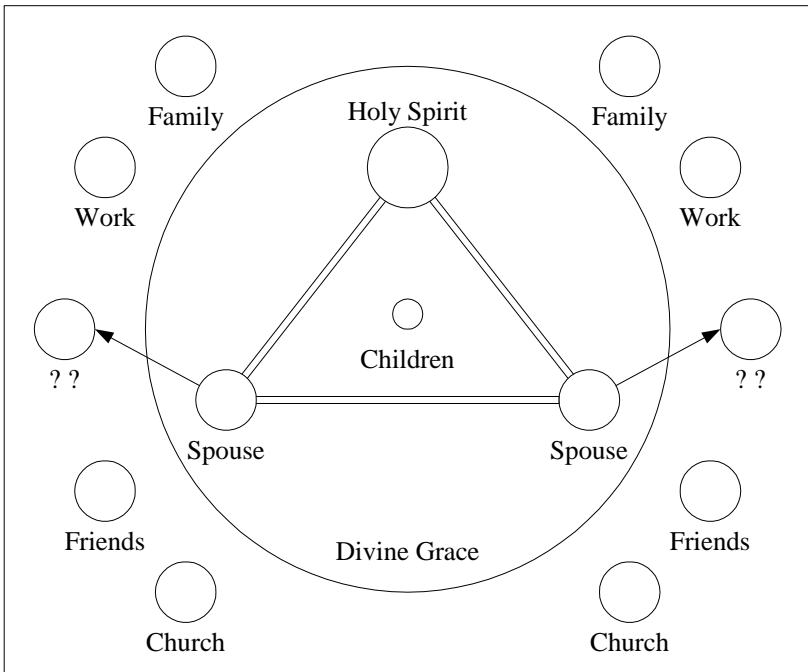 Family
Family
Holy Spirit
Work
Work
Children
? ?
? ?
Spouse
Spouse
Friends
Friends
Divine Grace
Church
Church